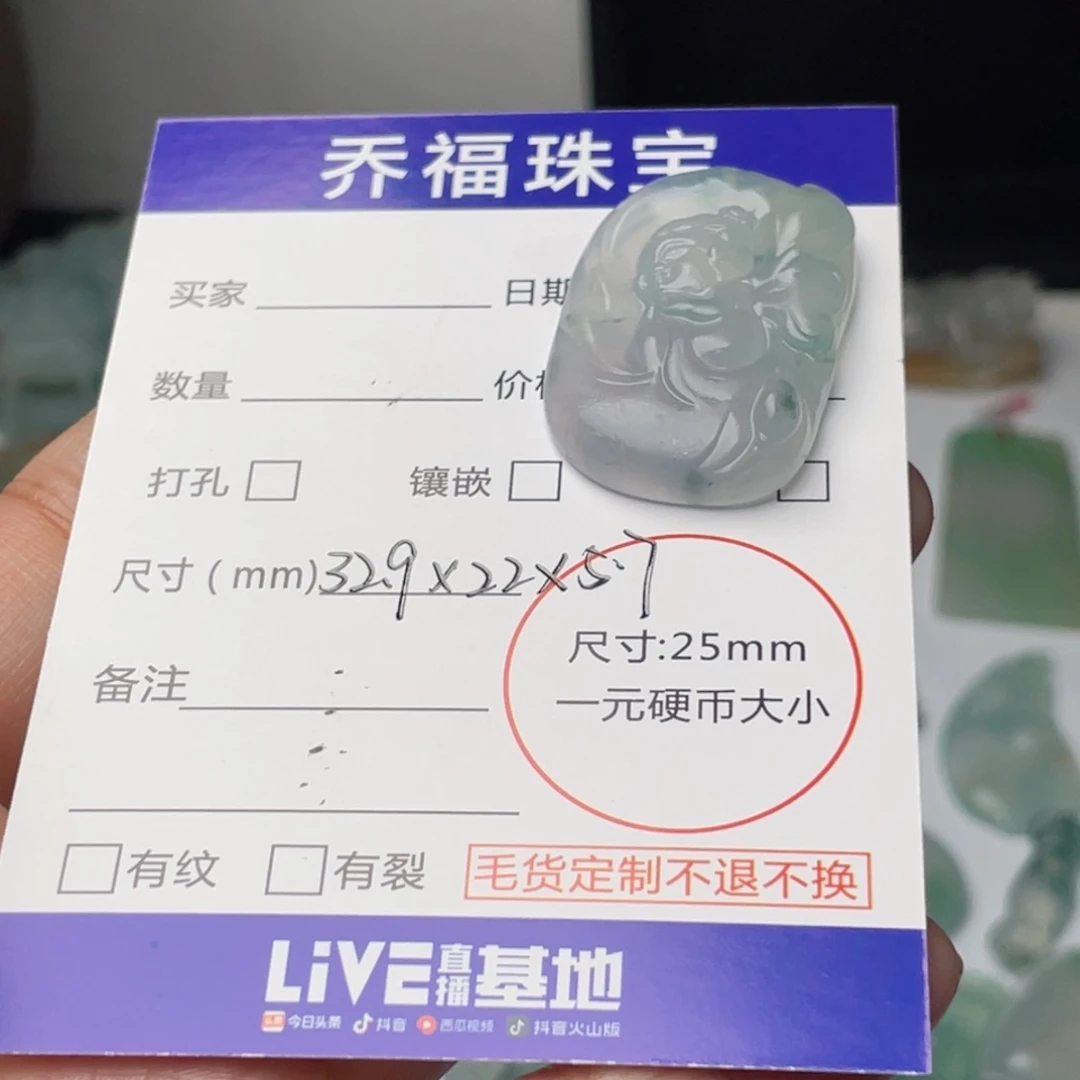 乔福珠宝
买家 日期
数量
打孔 镶嵌
尺寸(mm) 32.9×22×5.7
尺寸:25mm
一元硬币大小
备注
有纹 有裂 毛货定制不退不换
LiVE直播基地
今日头条 抖音 西瓜视频 抖音火山版